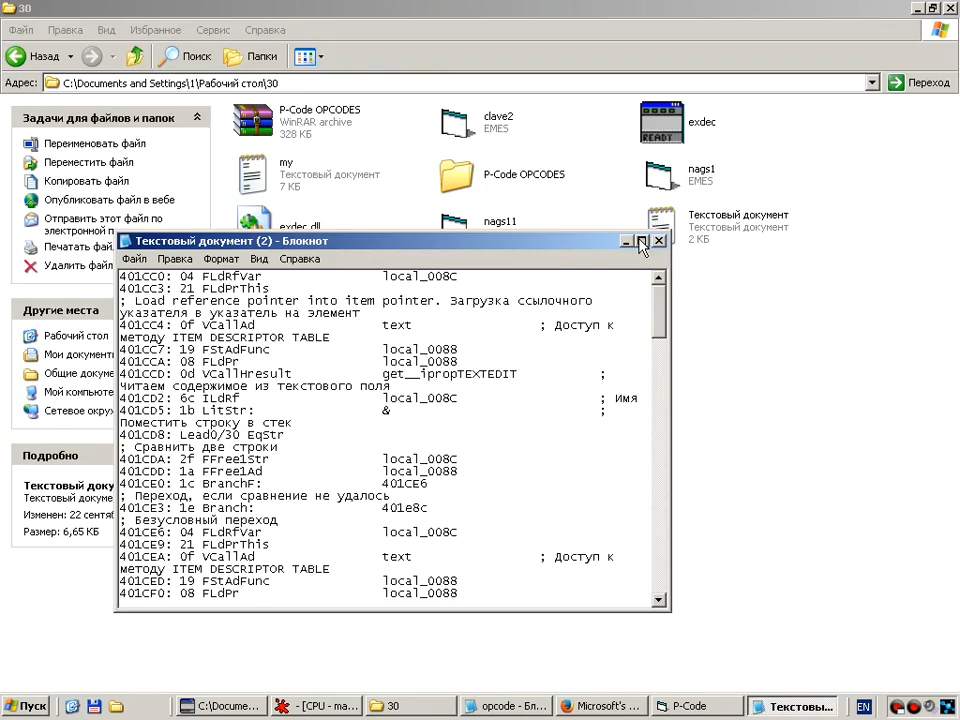 30
Файл Правка Вид Избранное Сервис Справка
Назад Поиск Папки
Адрес: C:\Documents and Settings\1\Рабочий стол\30 Переход
Задачи для файлов и папок
Переименовать файл
Переместить файл
Копировать файл
Опубликовать файл в вебе
Отправить этот файл по
электронной п
Печатать фай
Удалить файл
Другие места
Рабочий стол
Мои документ
Общие докуме
Мой компьюте
Сетевое окру
Подробно
Текстовый доку
Текстовый докуме
Изменен: 22 сентя
Размер: 6,65 КБ
P-Code OPCODES
WinRAR archive
328 КБ
clave2
EMES
exdec
READY
my
Текстовый документ
7 КБ
P-Code OPCODES
nags1
EMES
exdec.dll
nags11
Текстовый документ
Текстовый документ
2 КБ
Текстовый документ (2) - Блокнот
Файл Правка Формат Вид Справка
401CC0: 04 FLdRfVar local_008C
401CC3: 21 FLdPrThis
; Load reference pointer into item pointer. Загрузка ссылочного
указателя в указатель на элемент
401CC4: 0f VCallAd text ; Доступ к
методу ITEM DESCRIPTOR TABLE
401CC7: 19 FStAdFunc local_0088
401CCA: 08 FLdPr local_0088
401CCD: 0d VCallHresult get__ipropTEXTEDIT ;
Читаем содержимое из текстового поля
401CD2: 6c ILdRf local_008C ; Имя
401CD5: 1b LitStr: & ;
Поместить строку в стек
401CD8: Lead0/30 EqStr
; Сравнить две строки
401CDA: 2f FFree1Str local_008C
401CDD: 1a FFree1Ad local_0088
401CE0: 1c BranchF: 401CE6
; Переход, если сравнение не удалось
401CE3: 1e Branch: 401e8c
; Безусловный переход
401CE6: 04 FLdRfVar local_008C
401CE9: 21 FLdPrThis
401CEA: 0f VCallAd text ; Доступ к
методу ITEM DESCRIPTOR TABLE
401CED: 19 FStAdFunc local_0088
401CF0: 08 FLdPr local_0088
Пуск C:\Docume... - [CPU - ma... 30 opcode - Бл... Microsoft's ... P-Code Текстовы... EN